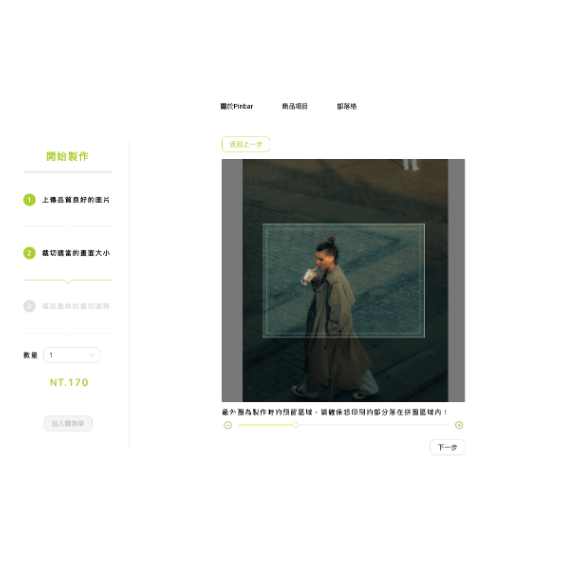 關於Pinbar
商品項目
部落格
返回上一步
開始製作
1 上傳品質良好的圖片
2 裁切適當的畫面大小
3
數量 1
NT.170
加入購物車
最外圈為製作時的預留區域，請確保想印刷的部分落在拼圖區域內！
下一步